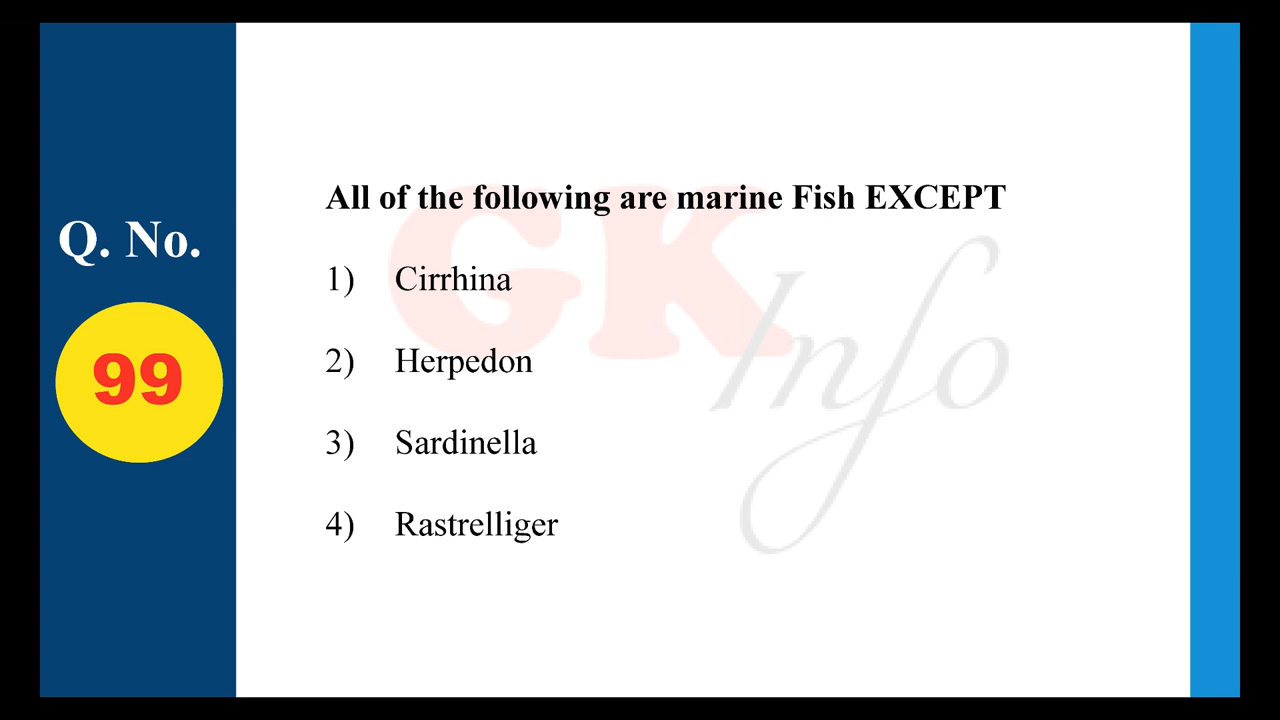 Q. No.
99
All of the following are marine Fish EXCEPT
1) Cirrhina
2) Herpedon
3) Sardinella
4) Rastrelliger
GK
Info